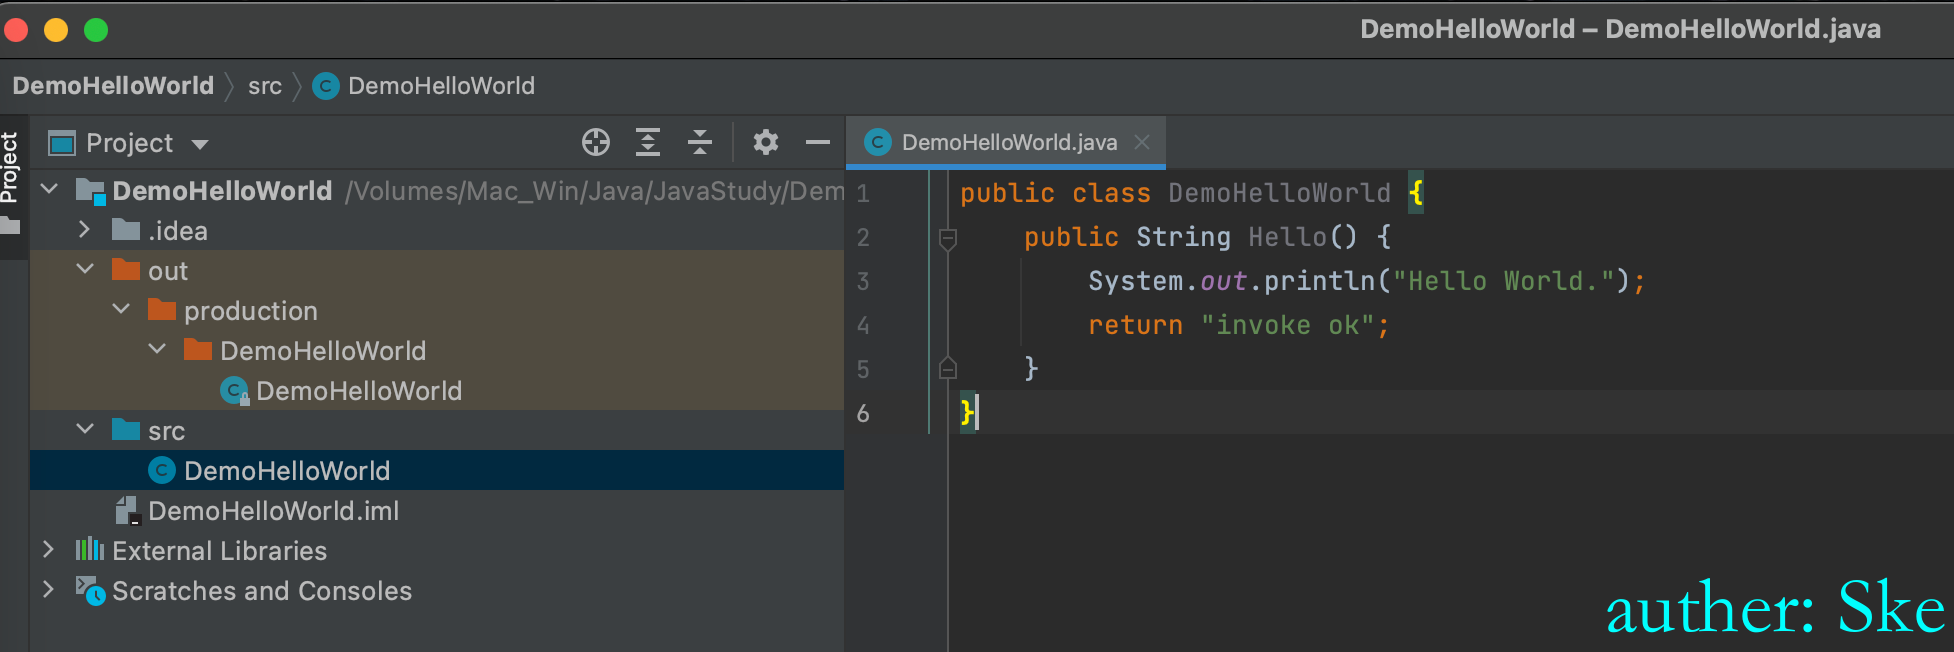 DemoHelloWorld – DemoHelloWorld.java
DemoHelloWorld src DemoHelloWorld
Project
Project
DemoHelloWorld.java
DemoHelloWorld /Volumes/Mac_Win/Java/JavaStudy/Dem
.idea
out
production
DemoHelloWorld
DemoHelloWorld
src
DemoHelloWorld
DemoHelloWorld.iml
External Libraries
Scratches and Consoles
1 public class DemoHelloWorld {
2 public String Hello() {
3 System.out.println("Hello World.");
4 return "invoke ok";
5 }
6 }
auther: Ske